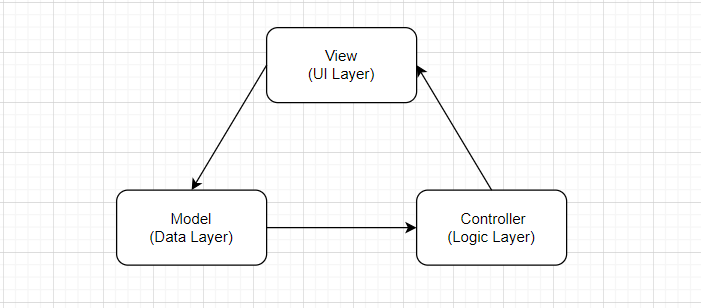 View
(UI Layer)
Model
(Data Layer)
Controller
(Logic Layer)